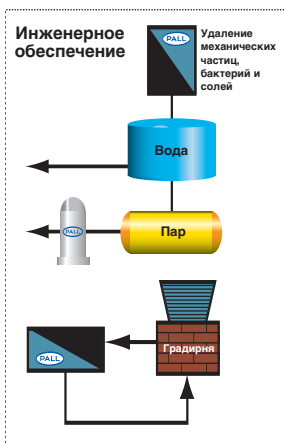 Инженерное
обеспечение
PALL
Удаление
механических
частиц,
бактерий и
солей
Вода
PALL
Пар
Градирня
PALL